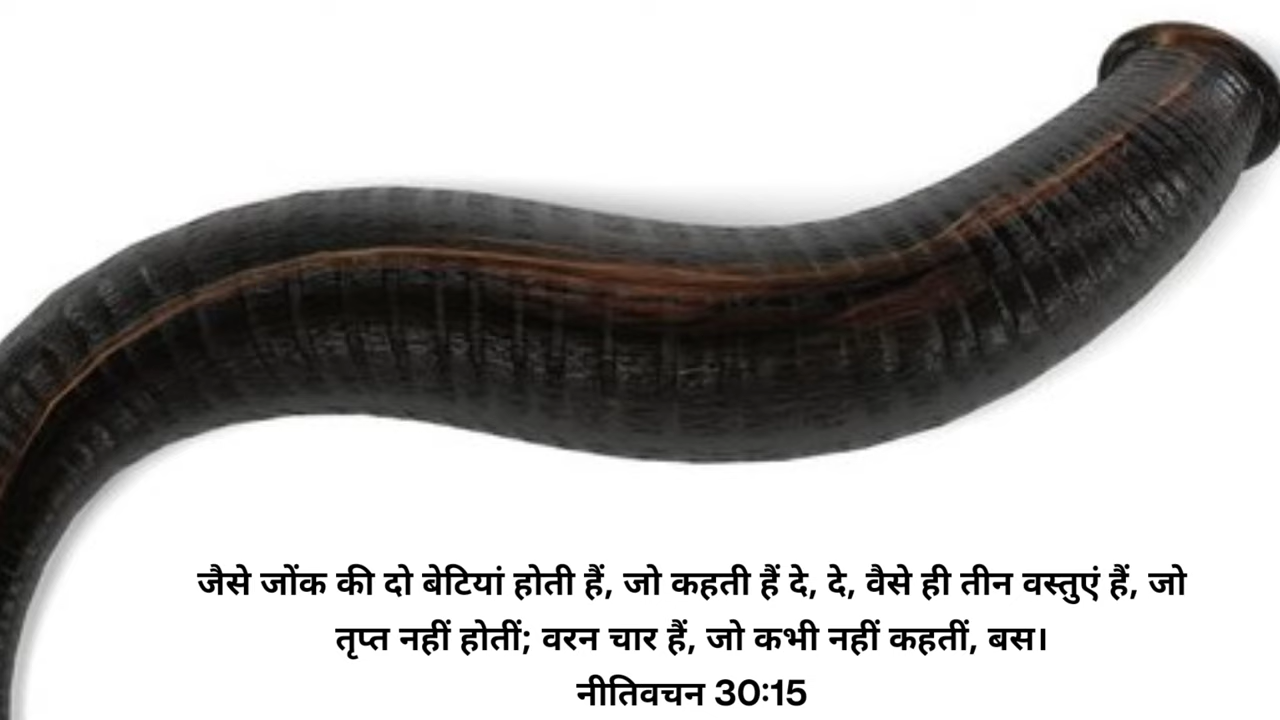 जैसे जोंक की दो बेटियां होती हैं, जो कहती हैं दे, दे, वैसे ही तीन वस्तुएं हैं, जो
तृप्त नहीं होतीं; वरन चार हैं, जो कभी नहीं कहतीं, बस।
नीतिवचन 30:15